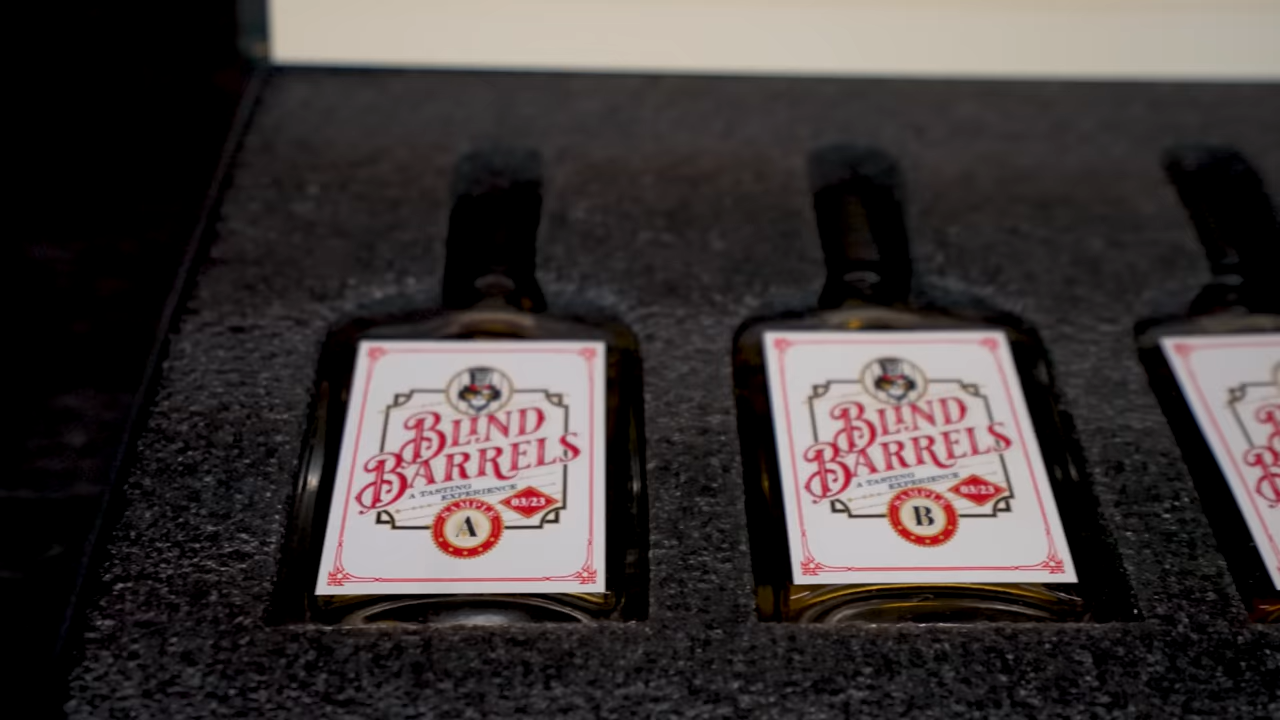 BLIND
BARRELS
A TASTING
EXPERIENCE
03/23
SAMPLE
A
BLIND
BARRELS
A TASTING
EXPERIENCE
03/23
SAMPLE
B